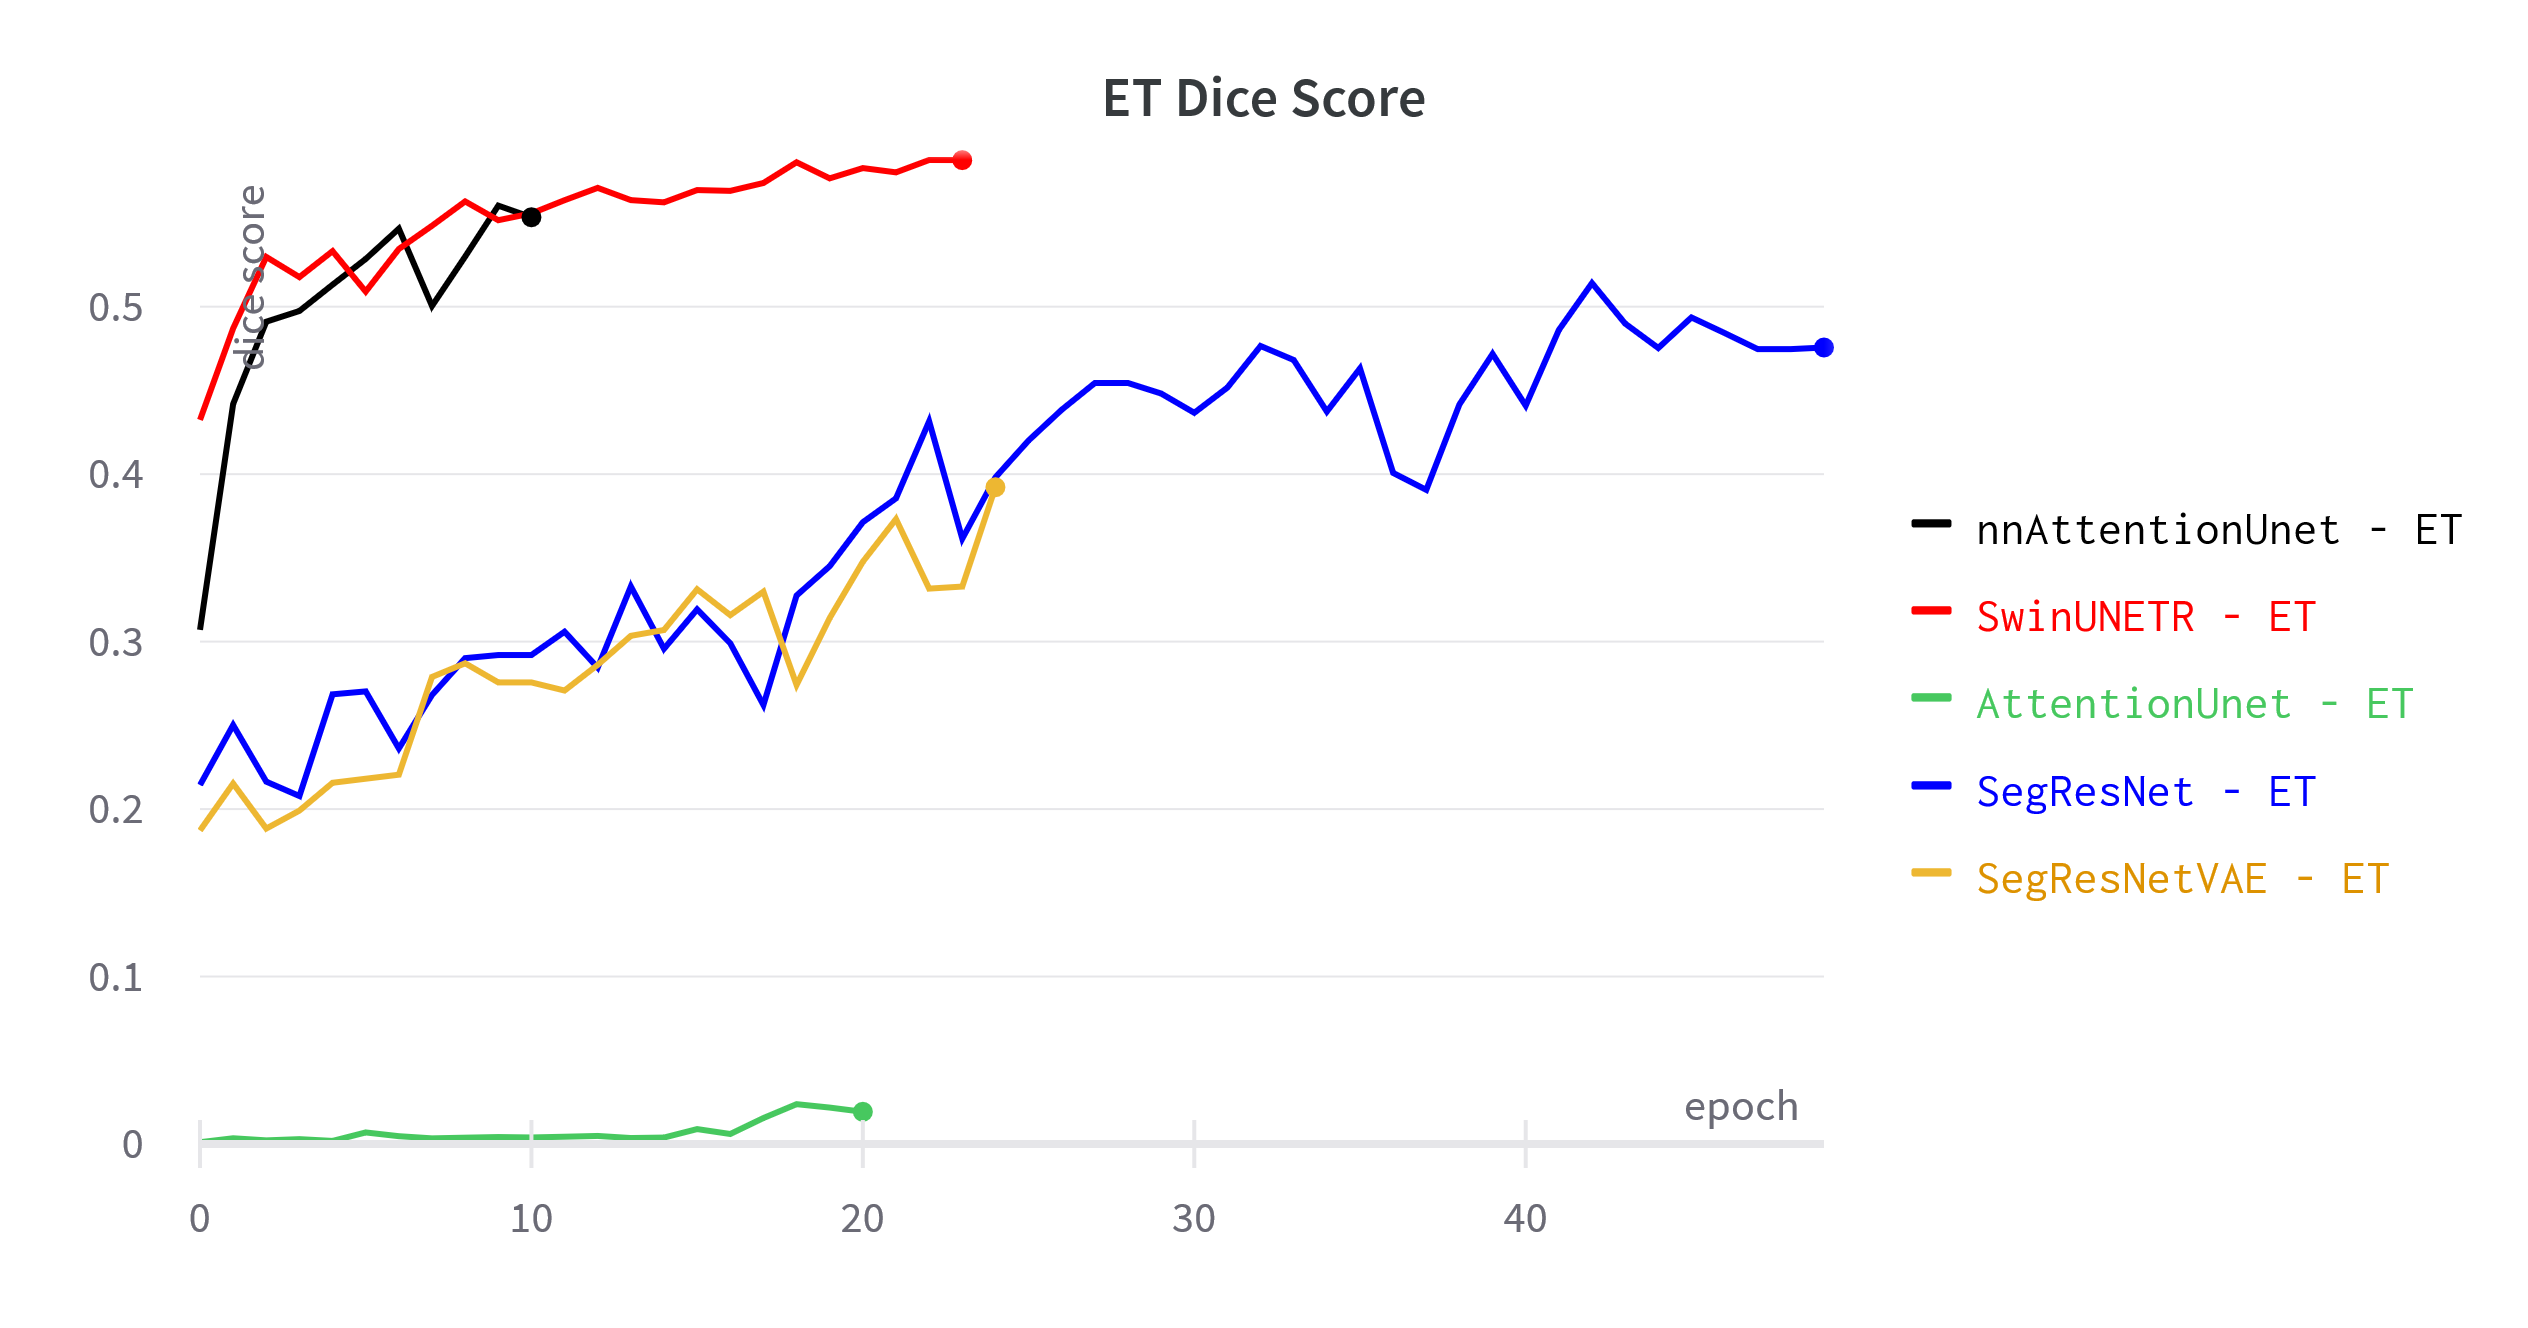 ET Dice Score
dice score
0.5
0.4
0.3
0.2
0.1
0
epoch
0 10 20 30 40
nnAttentionUnet - ET
SwinUNETR - ET
AttentionUnet - ET
SegResNet - ET
SegResNetVAE - ET